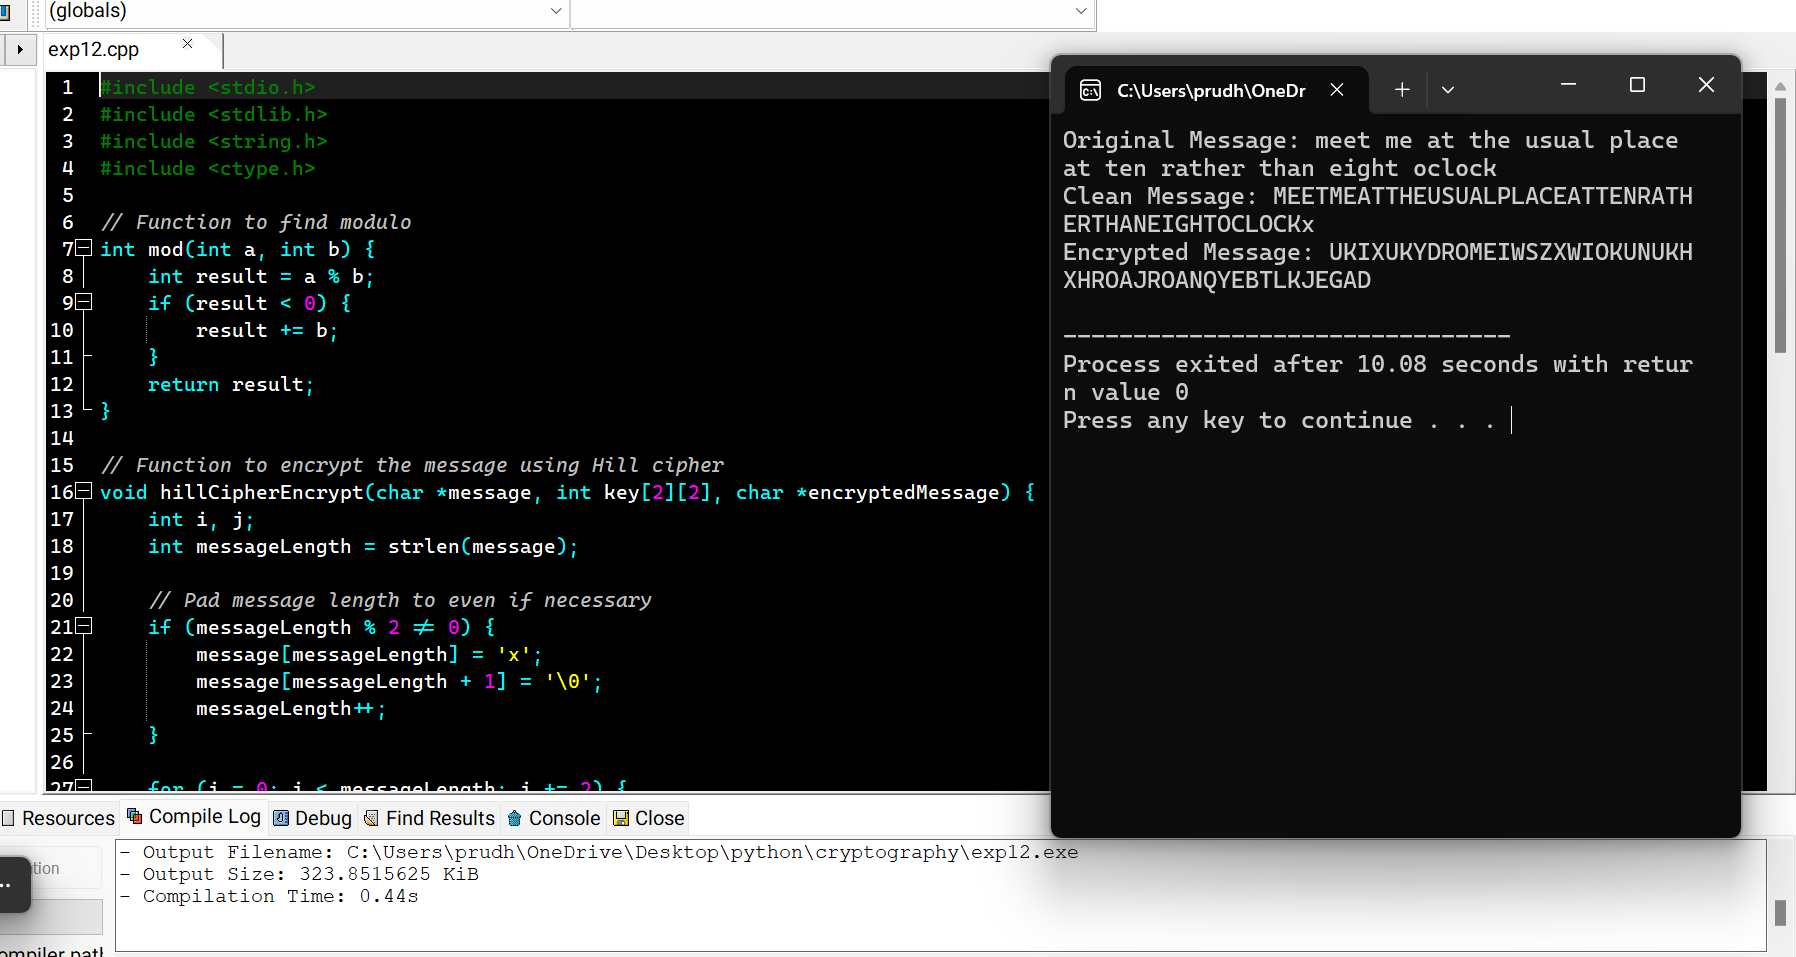 (globals)
exp12.cpp
1 #include <stdio.h>
2 #include <stdlib.h>
3 #include <string.h>
4 #include <ctype.h>
5
6 // Function to find modulo
7 int mod(int a, int b) {
8 int result = a % b;
9 if (result < 0) {
10 result += b;
11 }
12 return result;
13 }
14
15 // Function to encrypt the message using Hill cipher
16 void hillCipherEncrypt(char *message, int key[2][2], char *encryptedMessage) {
17 int i, j;
18 int messageLength = strlen(message);
19
20 // Pad message length to even if necessary
21 if (messageLength % 2 != 0) {
22 message[messageLength] = 'x';
23 message[messageLength + 1] = '\0';
24 messageLength++;
25 }
26
27 for (i = 0; i < messageLength; i += 2) {
C:\Users\prudh\OneDr
Original Message: meet me at the usual place
at ten rather than eight oclock
Clean Message: MEETMEATTHEUSUALPLACEATTENRATH
ERTHANEIGHTOCLOCKx
Encrypted Message: UKIXUKYDROMEIWSZXWIOKUNUKH
XHROAJROANQYEBTLKJEGAD
--------------------------------
Process exited after 10.08 seconds with retur
n value 0
Press any key to continue . . .
Resources Compile Log Debug Find Results Console Close
- Output Filename: C:\Users\prudh\OneDrive\Desktop\python\cryptography\exp12.exe
- Output Size: 323.8515625 KiB
- Compilation Time: 0.44s